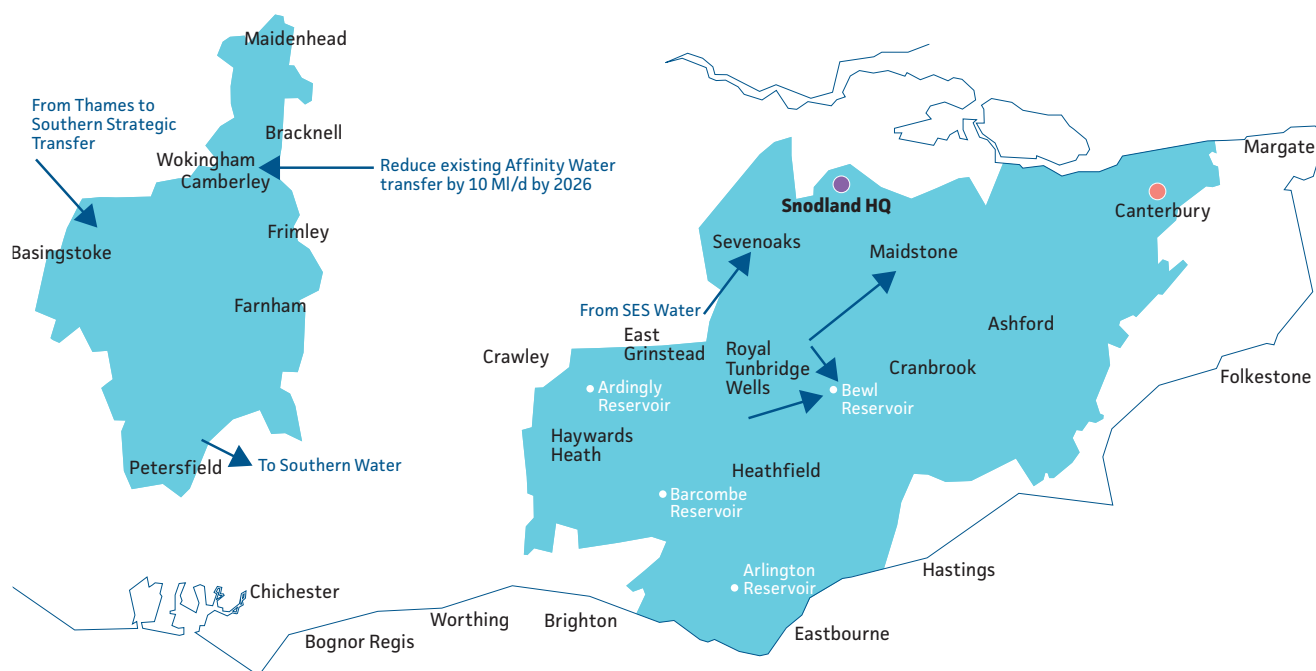 Maidenhead
From Thames to
Southern Strategic
Transfer
Bracknell
Wokingham
Camberley
Reduce existing Affinity Water
transfer by 10 Ml/d by 2026
Frimley
Basingstoke
Farnham
Petersfield
To Southern Water
Margate
Snodland HQ
Canterbury
Sevenoaks
Maidstone
From SES Water
Ashford
East
Grinstead
Crawley
Royal
Tunbridge
Wells
Cranbrook
Folkestone
Ardingly
Reservoir
Bewl
Reservoir
Haywards
Heath
Heathfield
Barcombe
Reservoir
Arlington
Reservoir
Hastings
Chichester
Worthing
Brighton
Bognor Regis
Eastbourne